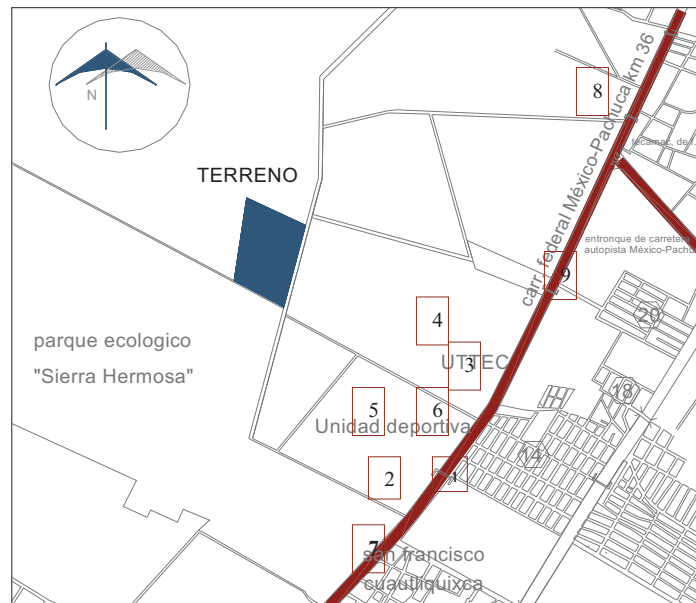 N
8
carr. federal México-Pachuca km 36
TERRENO
entronque de carretera
autopista México-Pachu
9
4
20
parque ecologico
"Sierra Hermosa"
UTTEC
3
18
5
6
Unidad deportiva
14
2
1
7
san francisco
cuautliquixca